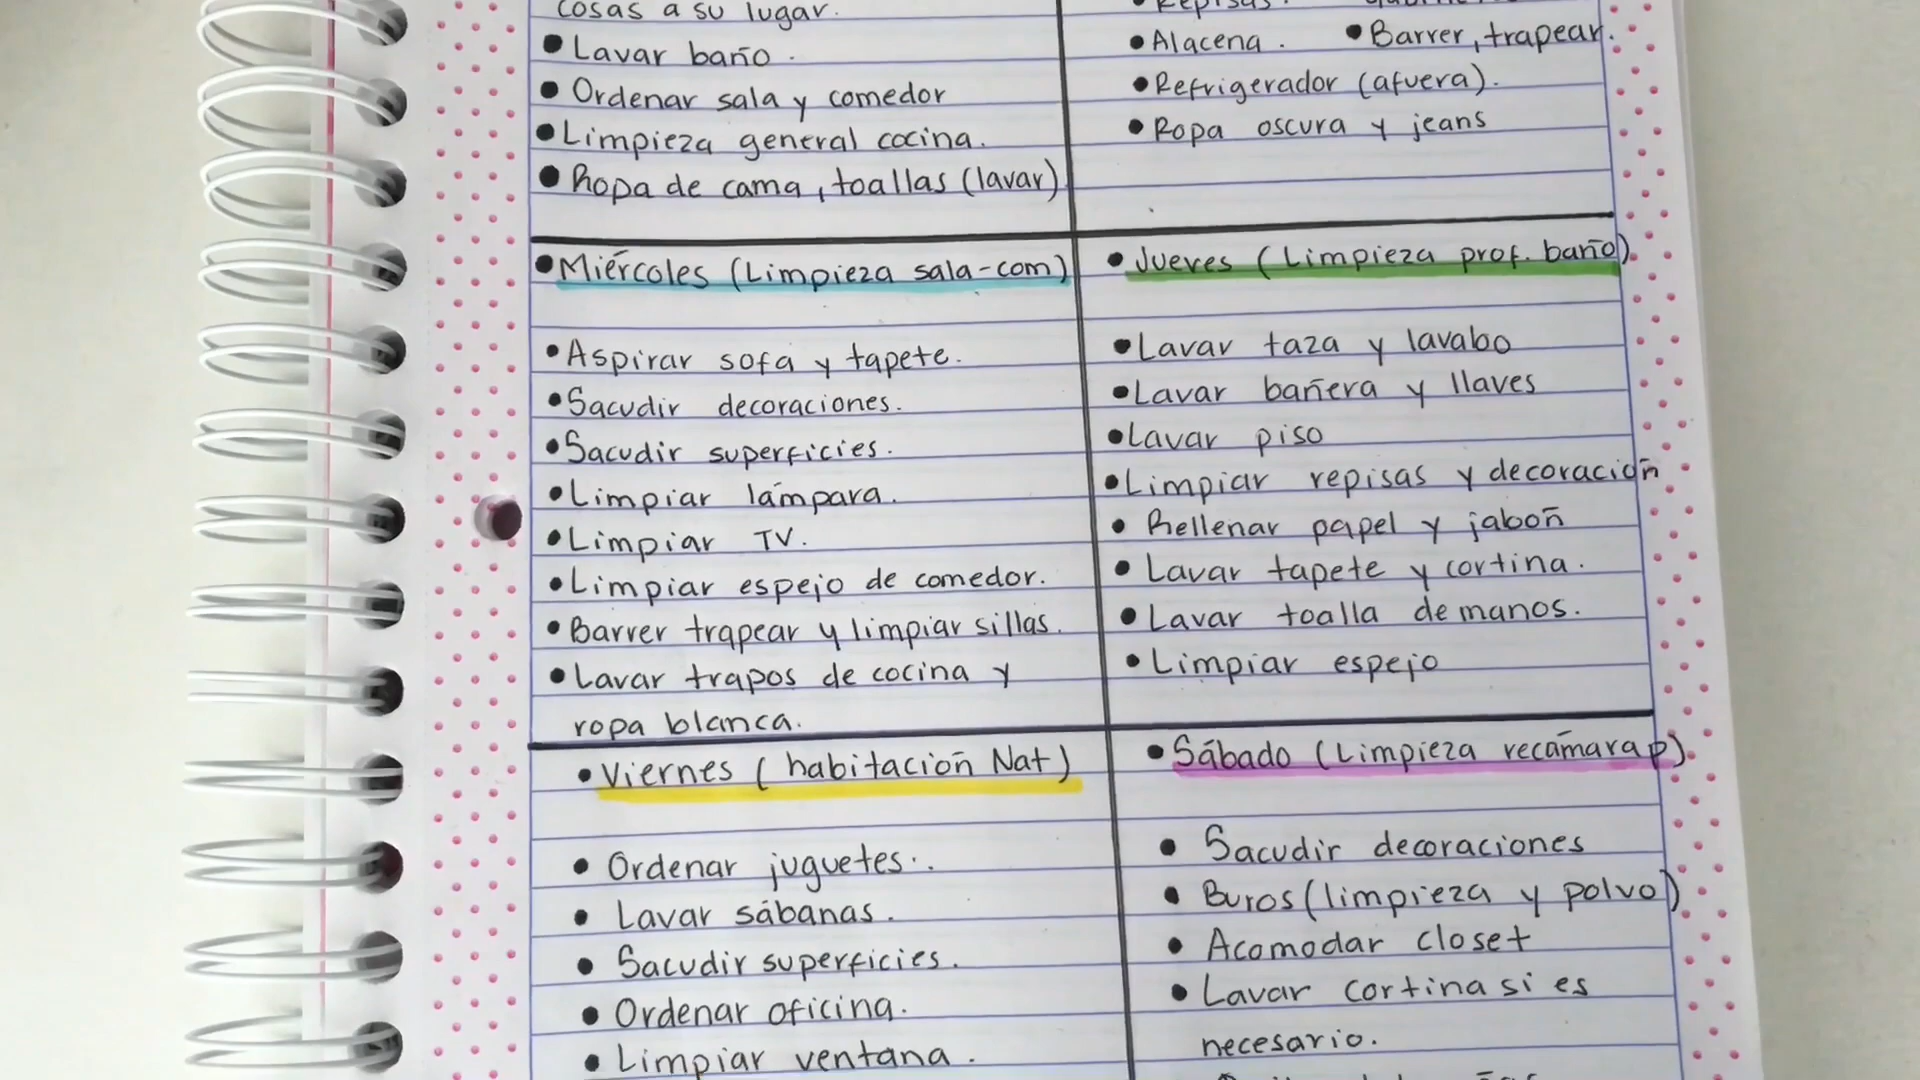 cosas a su lugar.
• Lavar baño.
• Ordenar sala y comedor
• Limpieza general cocina.
• Ropa de cama, toallas (lavar)
• Repisas.
• Alacena. • Barrer, trapear.
• Refrigerador (afuera).
• Ropa oscura y jeans
• Miércoles (Limpieza sala-com)
• Aspirar sofa y tapete.
• Sacudir decoraciones.
• Sacudir superficies.
• Limpiar lámpara.
• Limpiar TV.
• Limpiar espejo de comedor.
• Barrer trapear y limpiar sillas.
• Lavar trapos de cocina y
ropa blanca.
• Jueves (Limpieza prof. baño).
• Lavar taza y lavabo
• Lavar bañera y llaves
• Lavar piso
• Limpiar repisas y decoración
• Rellenar papel y jabón
• Lavar tapete y cortina.
• Lavar toalla de manos.
• Limpiar espejo
• Viernes (habitación Nat)
• Ordenar juguetes.
• Lavar sábanas.
• Sacudir superficies.
• Ordenar oficina.
• Limpiar ventana.
• Sábado (Limpieza recámara p).
• Sacudir decoraciones
• Buros (limpieza y polvo)
• Acomodar closet
• Lavar cortina si es
necesario.